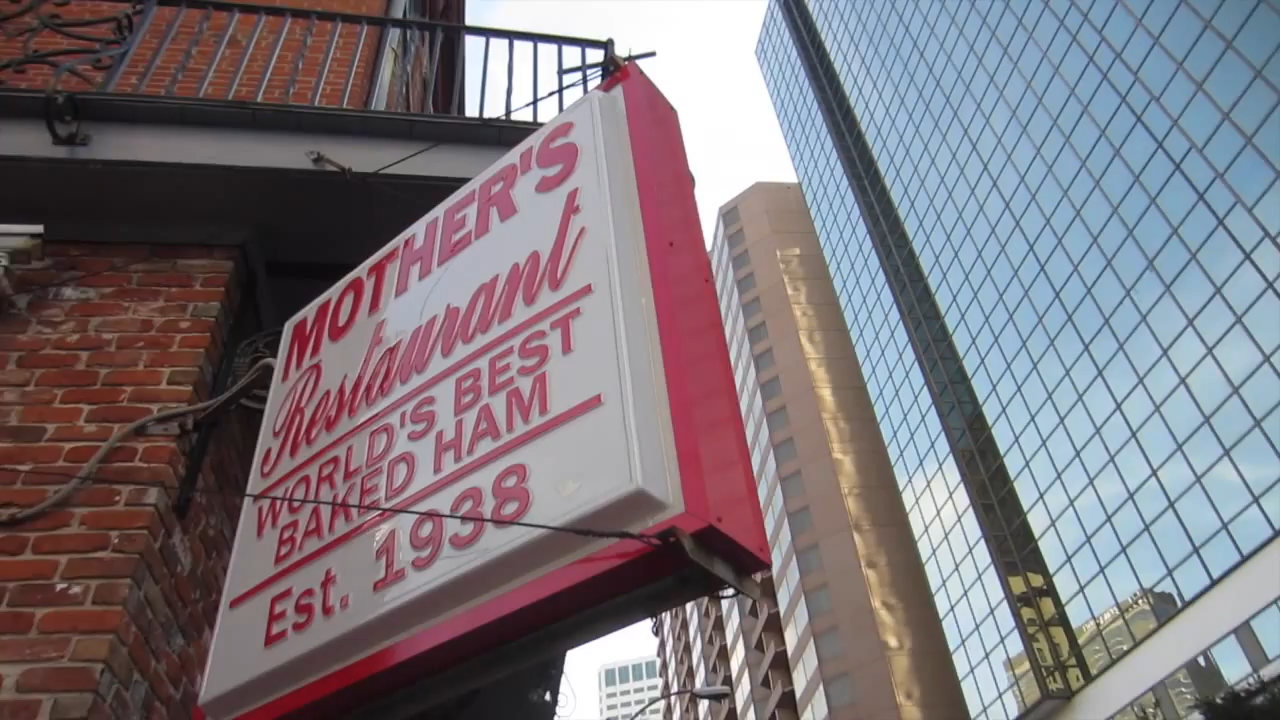 MOTHER'S
Restaurant
WORLD'S BEST
BAKED HAM
Est. 1938